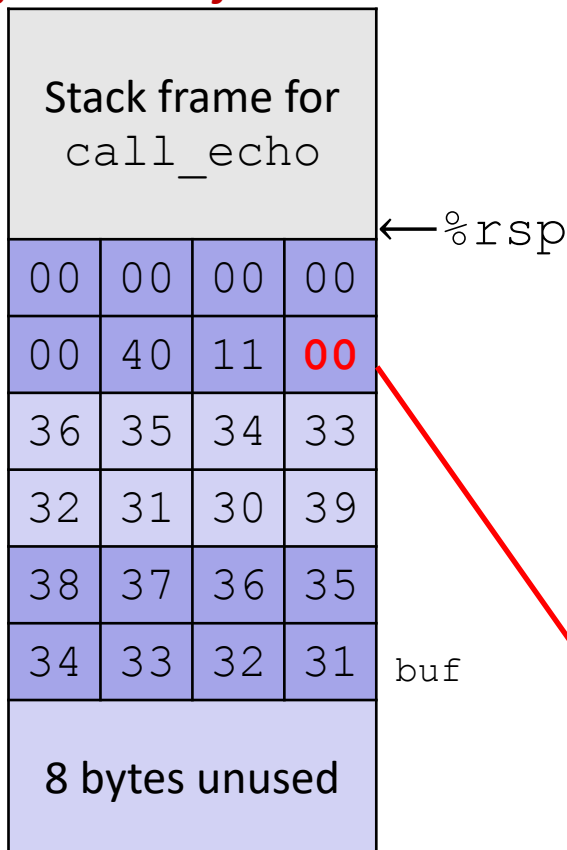 Stack frame for
call_echo
←%rsp
00 00 00 00
00 40 11 00
36 35 34 33
32 31 30 39
38 37 36 35
34 33 32 31 buf
8 bytes unused